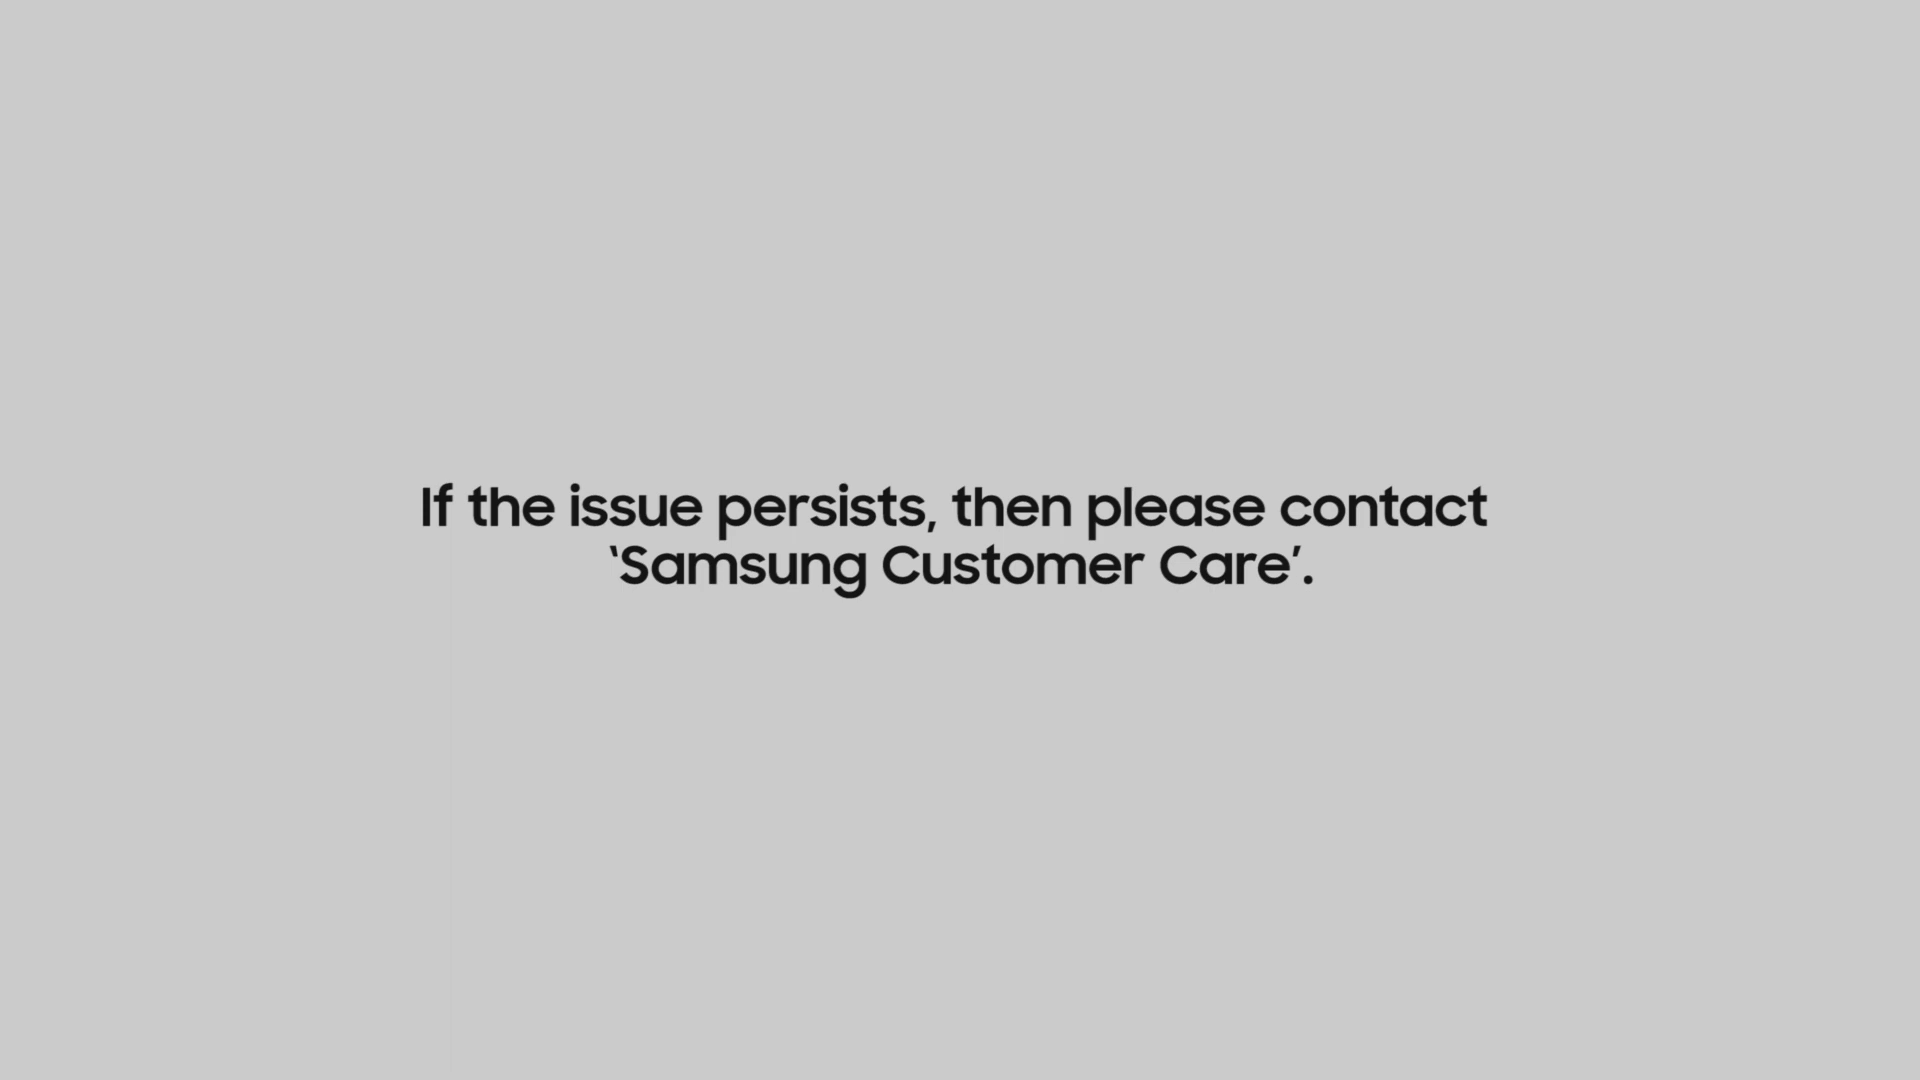 If the issue persists, then please contact
‘Samsung Customer Care’.